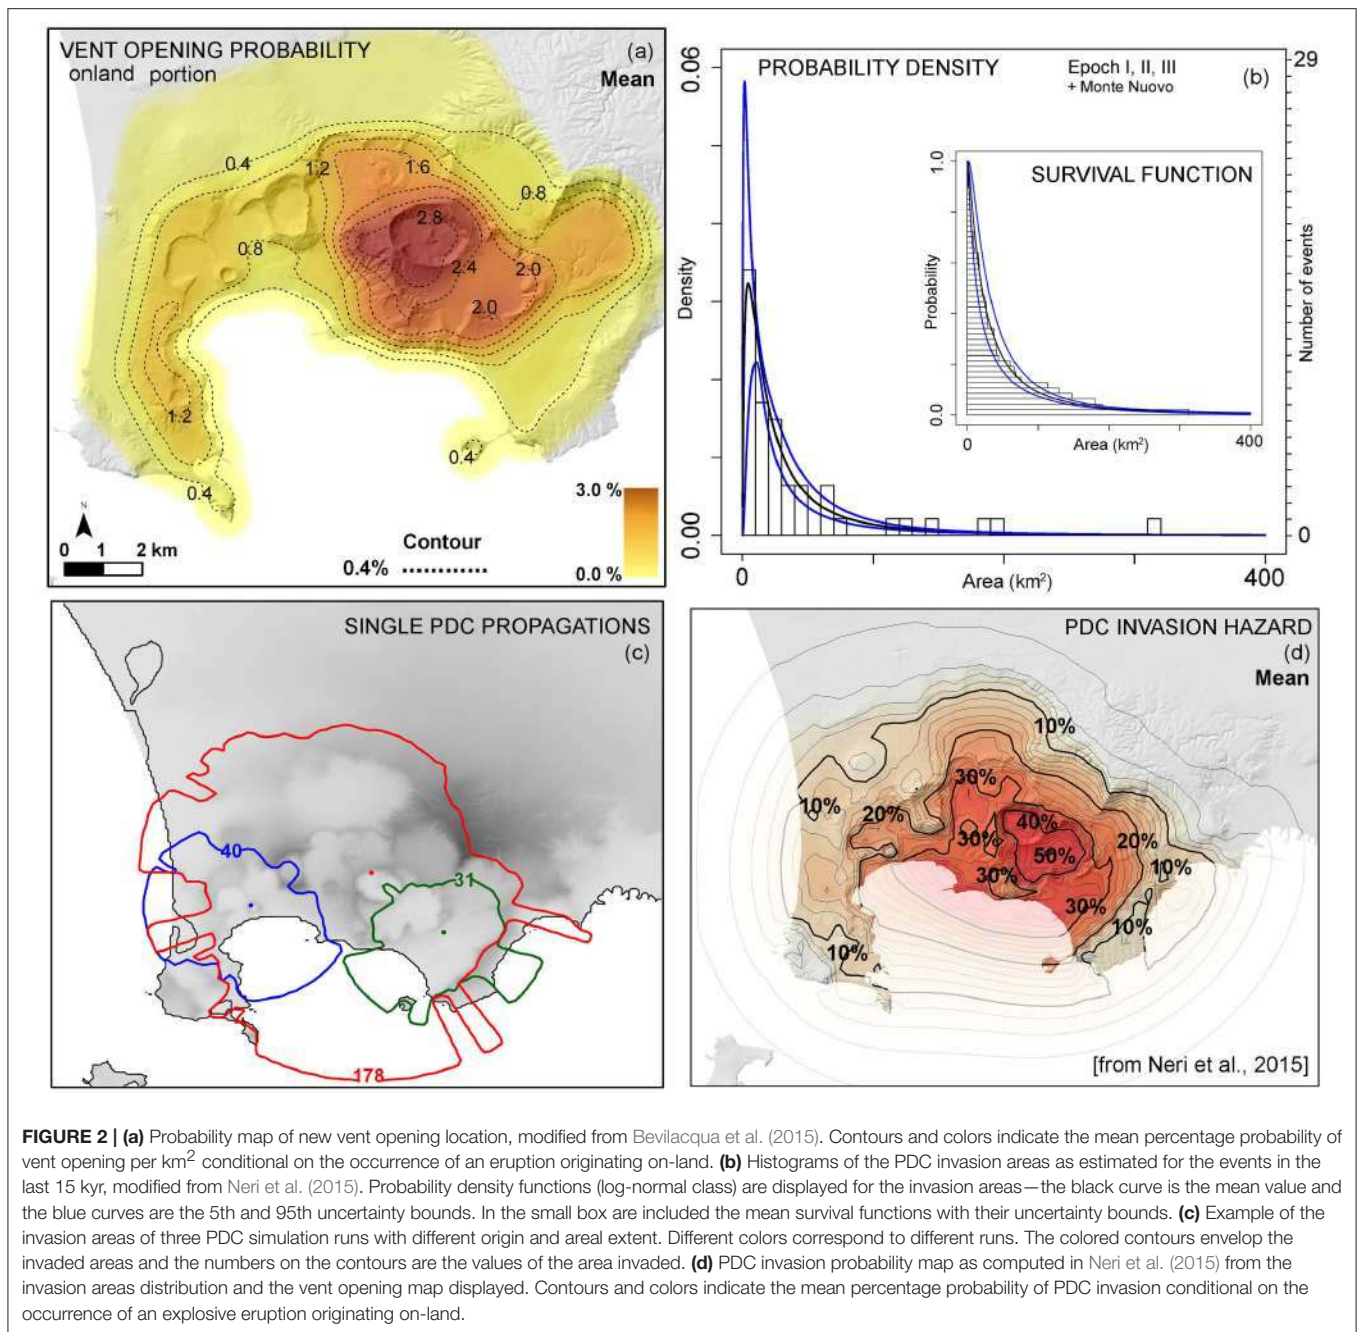 VENT OPENING PROBABILITY
onland portion
(a)
Mean
0.4
1.2
1.6
0.8
2.8
0.8
2.4
2.0
2.0
1.2
0.4
0.4
N
0 1 2 km
Contour
0.4%
3.0 %
0.0 %
PROBABILITY DENSITY
Epoch I, II, III
+ Monte Nuovo
(b)
0.06
Density
0.00
0
Area (km²)
400
29
Number of events
0
SURVIVAL FUNCTION
1.0
Probability
0.0
0
Area (km²)
400
SINGLE PDC PROPAGATIONS
(c)
40
31
178
PDC INVASION HAZARD
(d)
Mean
10%
30%
10%
20%
40%
30%
50%
20%
10%
30%
30%
10%
10%
[from Neri et al., 2015]
FIGURE 2 | (a) Probability map of new vent opening location, modified from Bevilacqua et al. (2015). Contours and colors indicate the mean percentage probability of
vent opening per km² conditional on the occurrence of an eruption originating on-land. (b) Histograms of the PDC invasion areas as estimated for the events in the
last 15 kyr, modified from Neri et al. (2015). Probability density functions (log-normal class) are displayed for the invasion areas—the black curve is the mean value and
the blue curves are the 5th and 95th uncertainty bounds. In the small box are included the mean survival functions with their uncertainty bounds. (c) Example of the
invasion areas of three PDC simulation runs with different origin and areal extent. Different colors correspond to different runs. The colored contours envelop the
invaded areas and the numbers on the contours are the values of the area invaded. (d) PDC invasion probability map as computed in Neri et al. (2015) from the
invasion areas distribution and the vent opening map displayed. Contours and colors indicate the mean percentage probability of PDC invasion conditional on the
occurrence of an explosive eruption originating on-land.